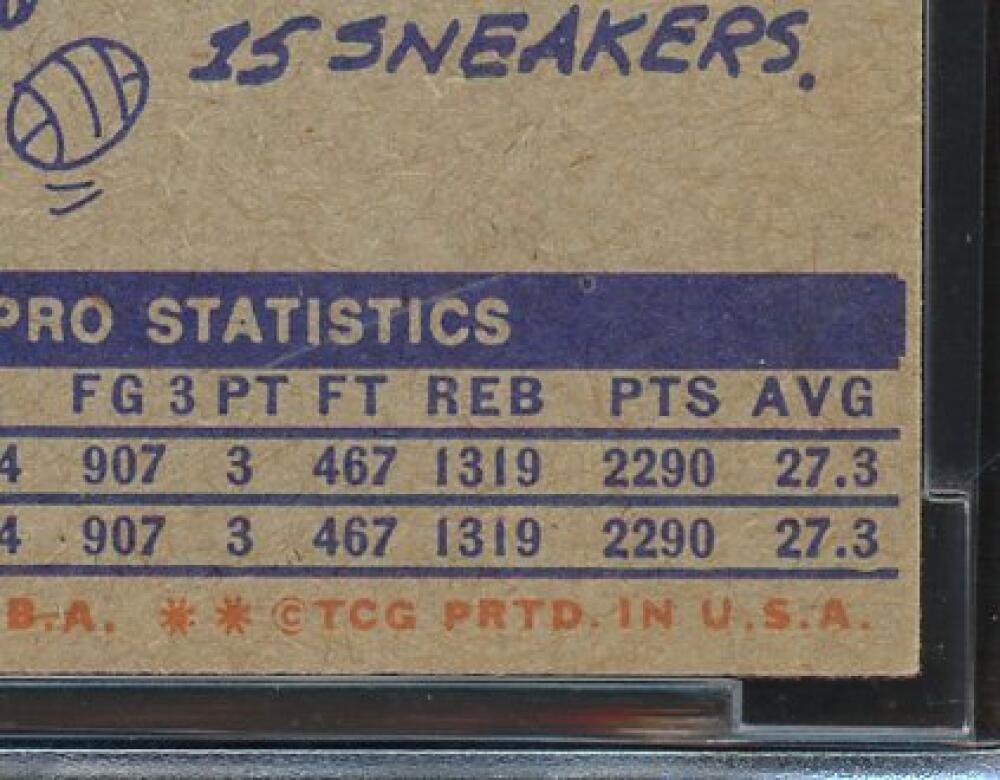 15 SNEAKERS.
PRO STATISTICS
FG 3 PT FT REB PTS AVG
4 907 3 467 1319 2290 27.3
4 907 3 467 1319 2290 27.3
B.A. ** ©TCG PRTD. IN U.S.A.